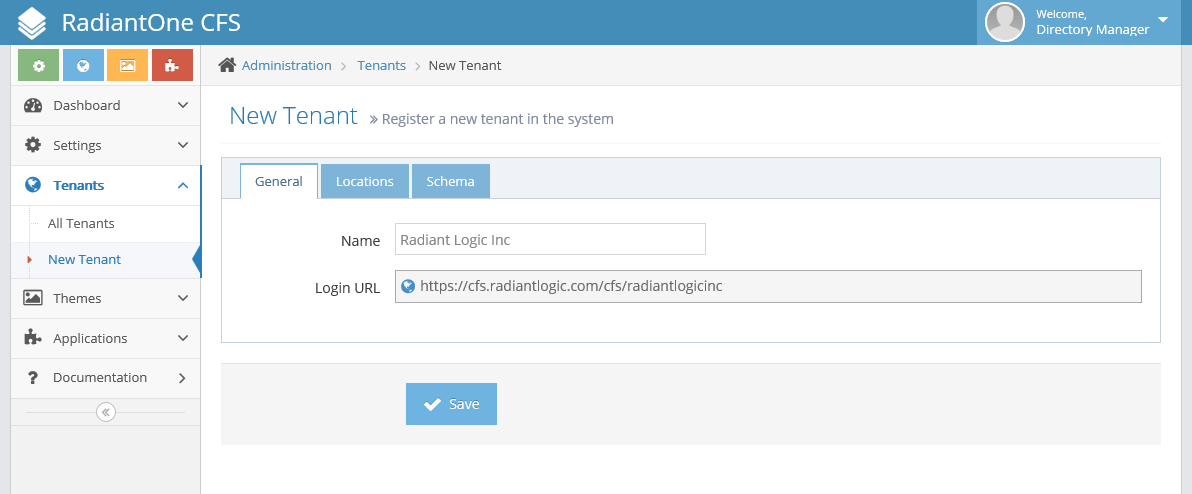 RadiantOne CFS
Welcome,
Directory Manager
Administration > Tenants > New Tenant
Dashboard
Settings
Tenants
All Tenants
New Tenant
Themes
Applications
? Documentation
New Tenant » Register a new tenant in the system
General Locations Schema
Name Radiant Logic Inc
Login URL https://cfs.radiantlogic.com/cfs/radiantlogicinc
Save